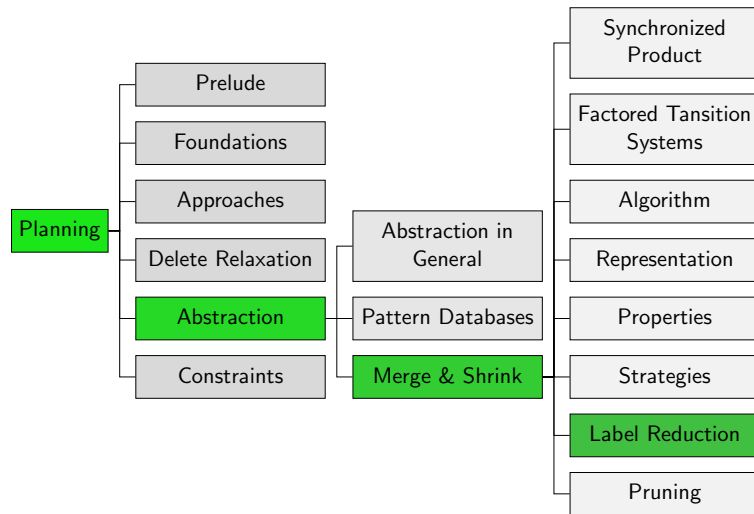 Planning
Prelude
Foundations
Approaches
Delete Relaxation
Abstraction
Constraints
Abstraction in
General
Pattern Databases
Merge & Shrink
Synchronized
Product
Factored Tansition
Systems
Algorithm
Representation
Properties
Strategies
Label Reduction
Pruning